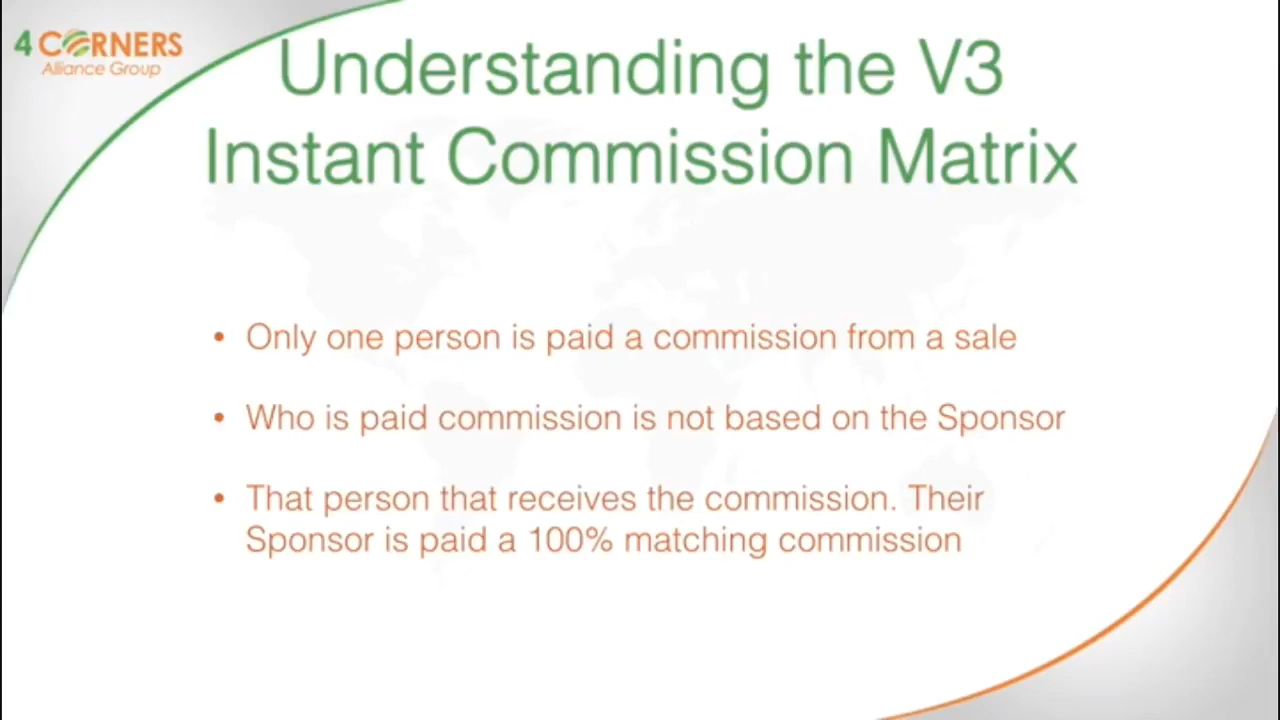 4 CORNERS
Alliance Group
Understanding the V3
Instant Commission Matrix
• Only one person is paid a commission from a sale
• Who is paid commission is not based on the Sponsor
• That person that receives the commission. Their
Sponsor is paid a 100% matching commission